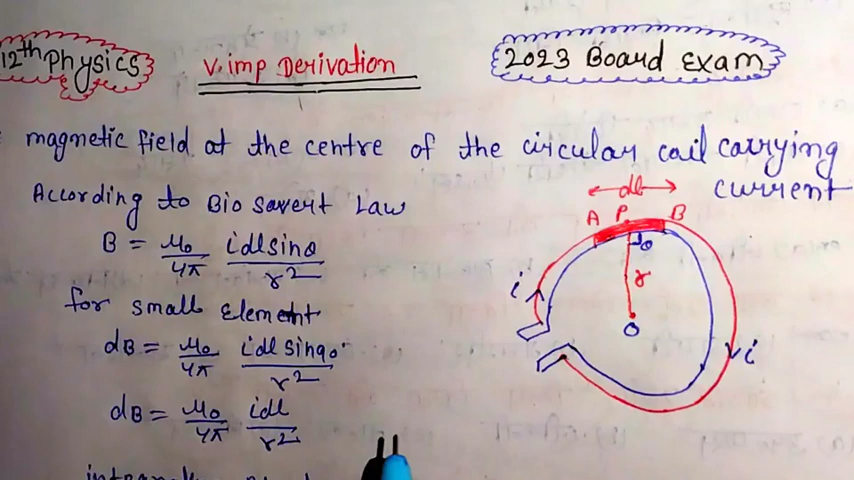 12th Physics
V.imp Derivation
2023 Board Exam
magnetic field at the centre of the circular coil carrying
current
According to Bio Savert Law
B = μ₀/4π idlsinθ/r²
for small Element
dB = μ₀/4π idl sin90°/r²
dB = μ₀/4π idl/r²
dl
A P B
θ
r
i
O
i